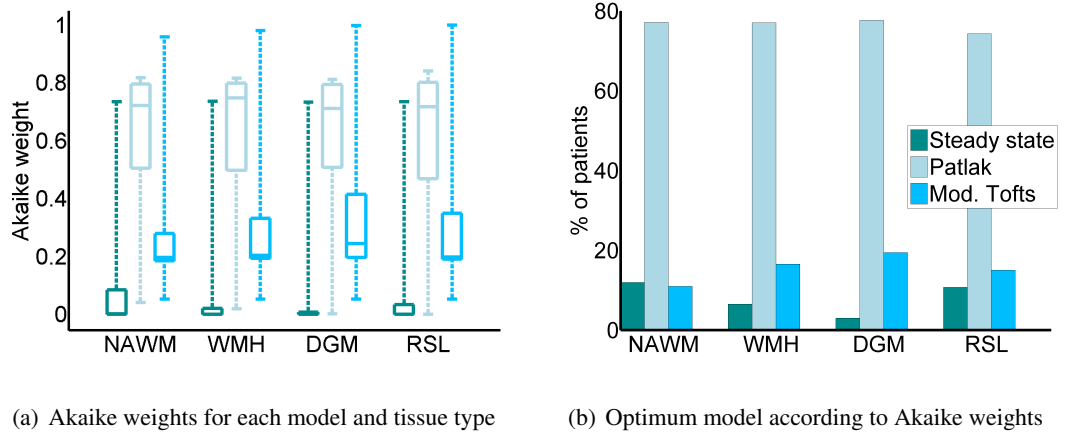 Akaike weight
1
0.8
0.6
0.4
0.2
0
NAWM WMH DGM RSL
(a) Akaike weights for each model and tissue type
% of patients
80
60
40
20
0
Steady state
Patlak
Mod. Tofts
NAWM WMH DGM RSL
(b) Optimum model according to Akaike weights